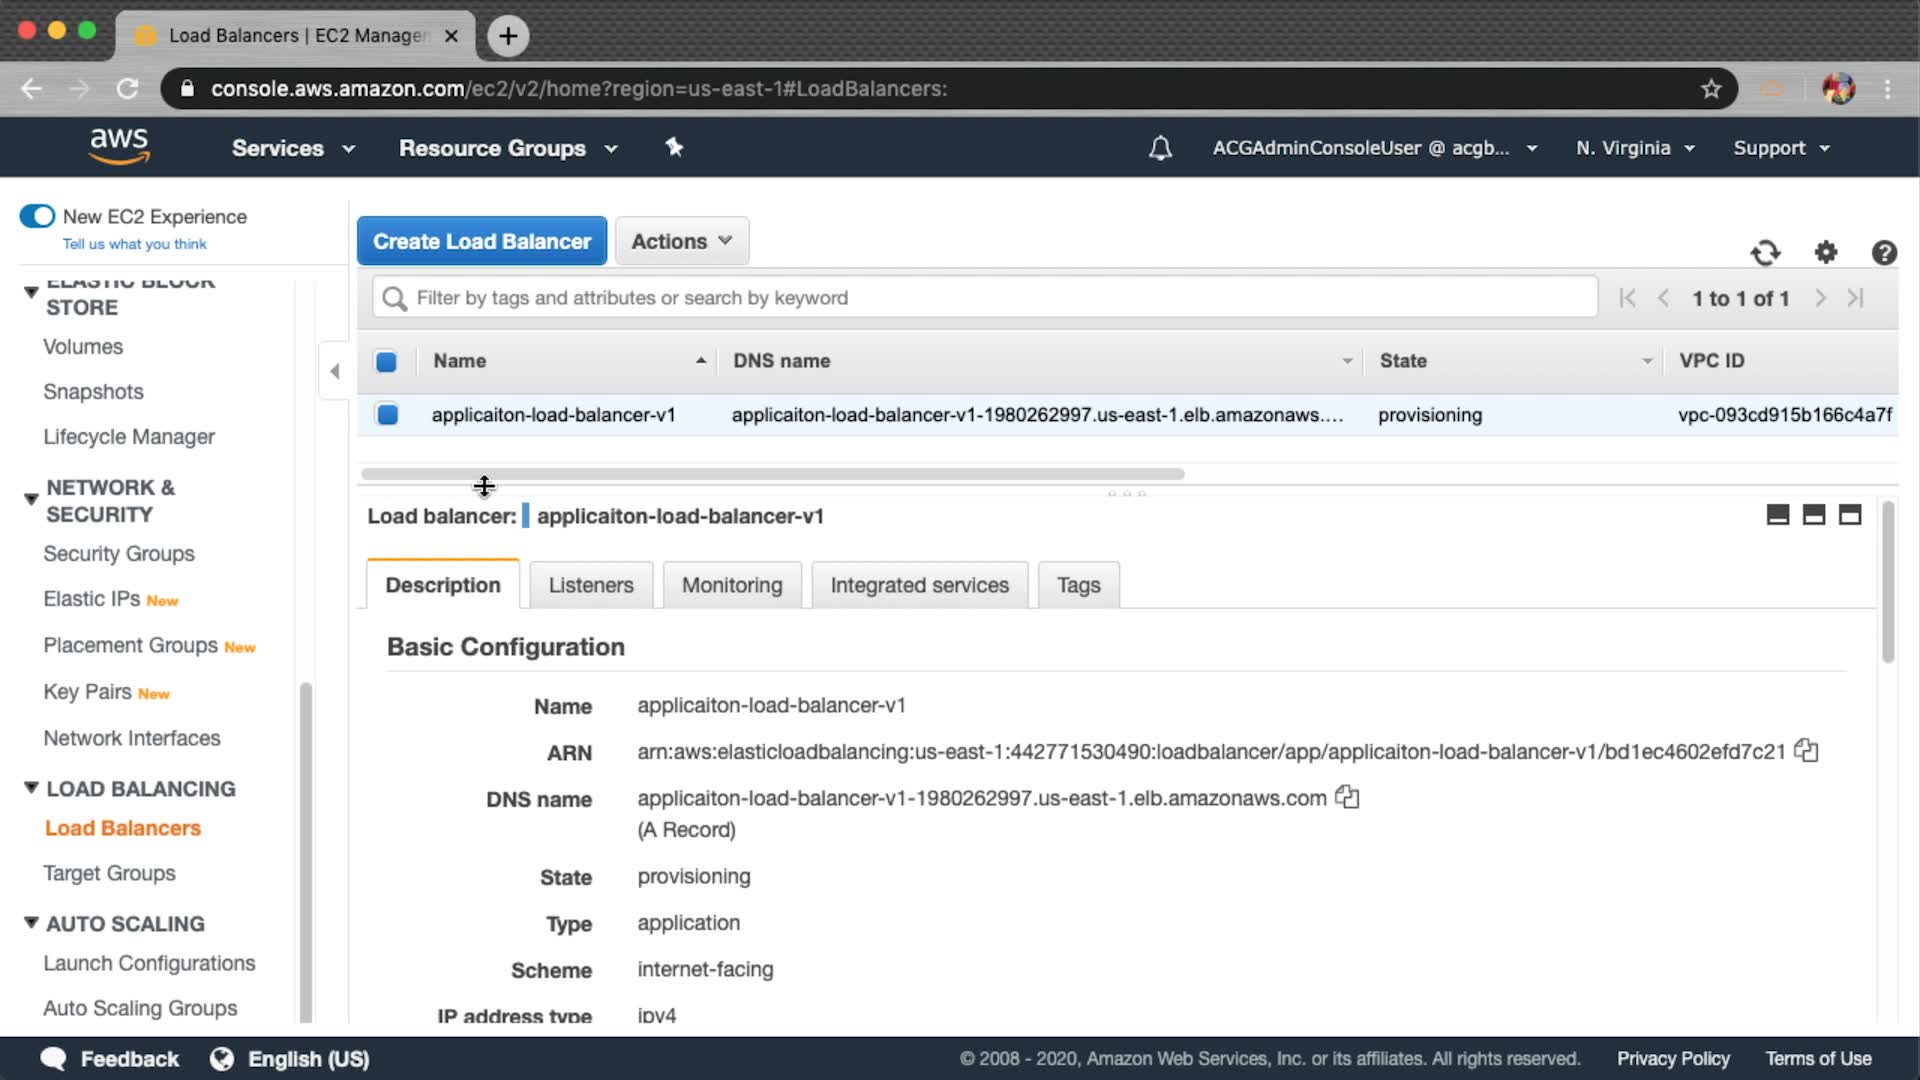 Load Balancers | EC2 Manage
console.aws.amazon.com/ec2/v2/home?region=us-east-1#LoadBalancers:
aws
Services
Resource Groups
ACGAdminConsoleUser @ acgb...
N. Virginia
Support
New EC2 Experience
Tell us what you think
ELASTIC BLOCK
STORE
Volumes
Snapshots
Lifecycle Manager
NETWORK &
SECURITY
Security Groups
Elastic IPs New
Placement Groups New
Key Pairs New
Network Interfaces
LOAD BALANCING
Load Balancers
Target Groups
AUTO SCALING
Launch Configurations
Auto Scaling Groups
Create Load Balancer
Actions
Filter by tags and attributes or search by keyword
1 to 1 of 1
Name
DNS name
State
VPC ID
applicaiton-load-balancer-v1
applicaiton-load-balancer-v1-1980262997.us-east-1.elb.amazonaws....
provisioning
vpc-093cd915b166c4a7f
Load balancer: applicaiton-load-balancer-v1
Description
Listeners
Monitoring
Integrated services
Tags
Basic Configuration
Name applicaiton-load-balancer-v1
ARN arn:aws:elasticloadbalancing:us-east-1:442771530490:loadbalancer/app/applicaiton-load-balancer-v1/bd1ec4602efd7c21
DNS name applicaiton-load-balancer-v1-1980262997.us-east-1.elb.amazonaws.com
(A Record)
State provisioning
Type application
Scheme internet-facing
IP address type ipv4
Feedback
English (US)
© 2008 - 2020, Amazon Web Services, Inc. or its affiliates. All rights reserved.
Privacy Policy
Terms of Use